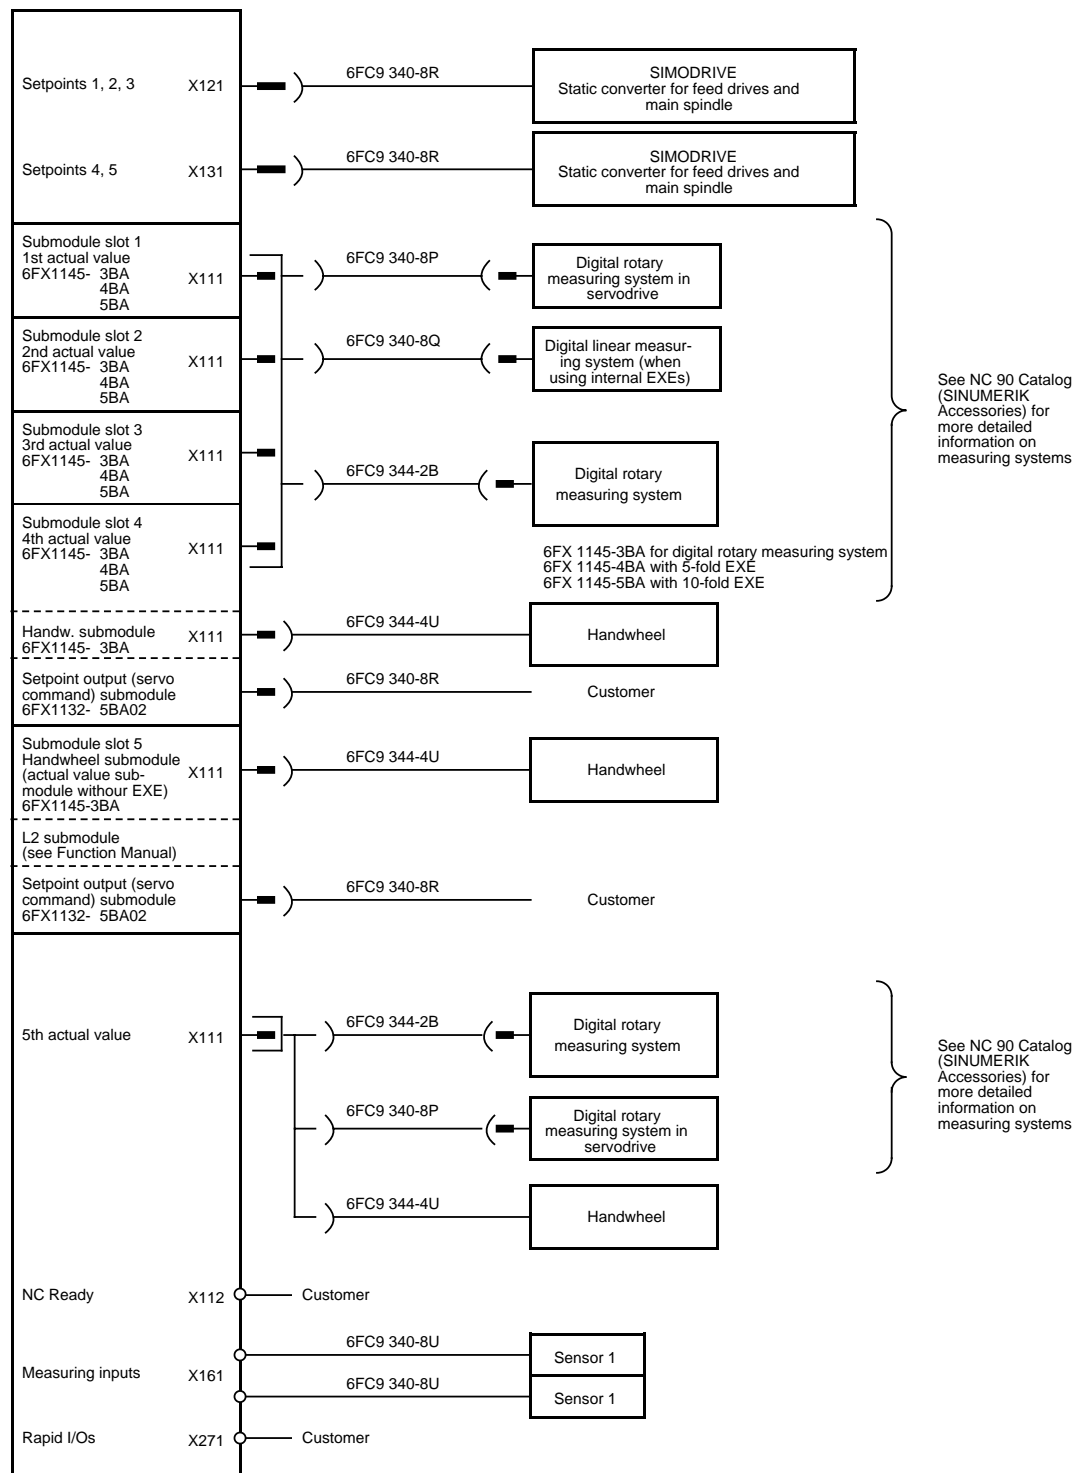 Setpoints 1, 2, 3 X121
6FC9 340-8R
SIMODRIVE
Static converter for feed drives and
main spindle
Setpoints 4, 5 X131
6FC9 340-8R
SIMODRIVE
Static converter for feed drives and
main spindle
Submodule slot 1
1st actual value
6FX1145- 3BA X111
4BA
5BA
6FC9 340-8P
Digital rotary
measuring system in
servodrive
Submodule slot 2
2nd actual value
6FX1145- 3BA X111
4BA
5BA
6FC9 340-8Q
Digital linear measur-
ing system (when
using internal EXEs)
Submodule slot 3
3rd actual value
6FX1145- 3BA X111
4BA
5BA
6FC9 344-2B
Digital rotary
measuring system
Submodule slot 4
4th actual value
6FX1145- 3BA X111
4BA
5BA
6FX 1145-3BA for digital rotary measuring system
6FX 1145-4BA with 5-fold EXE
6FX 1145-5BA with 10-fold EXE
See NC 90 Catalog
(SINUMERIK
Accessories) for
more detailed
information on
measuring systems
Handw. submodule X111
6FX1145- 3BA
6FC9 344-4U
Handwheel
Setpoint output (servo
command) submodule
6FX1132- 5BA02
6FC9 340-8R
Customer
Submodule slot 5
Handwheel submodule
(actual value sub- X111
module withour EXE)
6FX1145-3BA
6FC9 344-4U
Handwheel
L2 submodule
(see Function Manual)
Setpoint output (servo
command) submodule
6FX1132- 5BA02
6FC9 340-8R
Customer
5th actual value X111
6FC9 344-2B
Digital rotary
measuring system
6FC9 340-8P
Digital rotary
measuring system in
servodrive
6FC9 344-4U
Handwheel
See NC 90 Catalog
(SINUMERIK
Accessories) for
more detailed
information on
measuring systems
NC Ready X112 Customer
Measuring inputs X161
6FC9 340-8U
Sensor 1
6FC9 340-8U
Sensor 1
Rapid I/Os X271 Customer